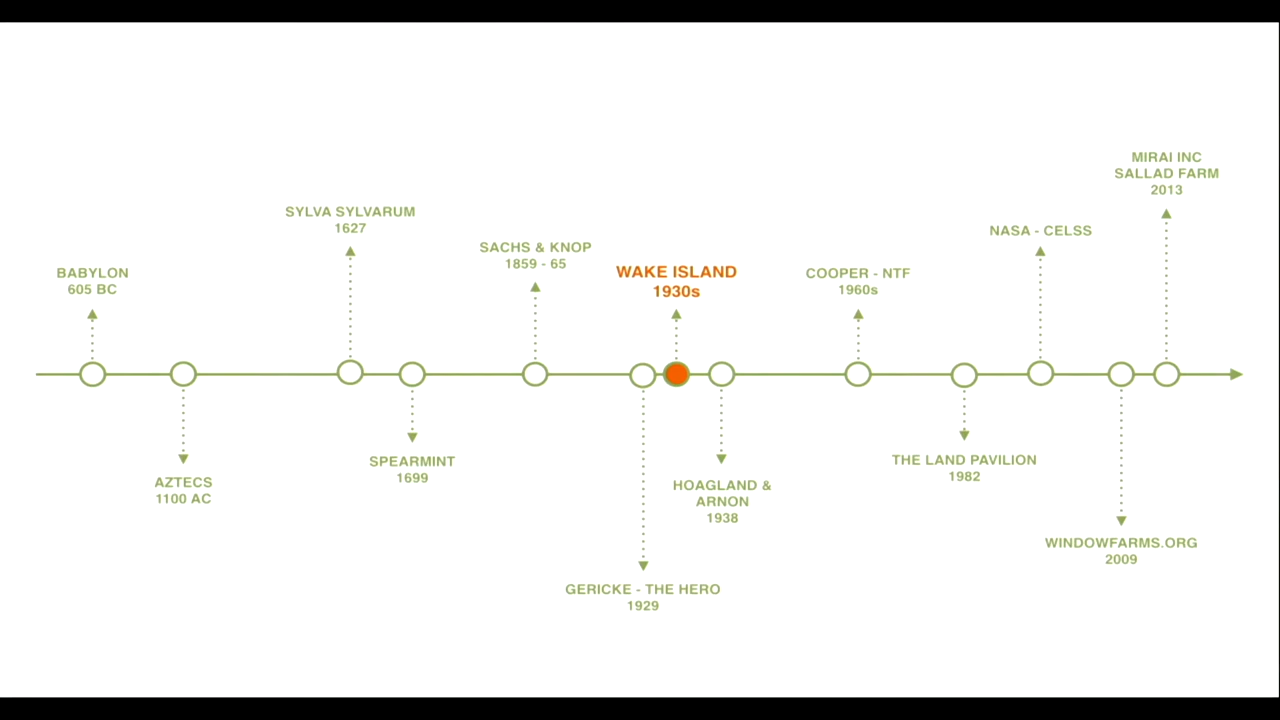 BABYLON
605 BC
AZTECS
1100 AC
SYLVA SYLVARUM
1627
SPEARMINT
1699
SACHS & KNOP
1859 - 65
GERICKE - THE HERO
1929
WAKE ISLAND
1930s
HOAGLAND &
ARNON
1938
COOPER - NTF
1960s
THE LAND PAVILION
1982
NASA - CELSS
WINDOWFARMS.ORG
2009
MIRAI INC
SALLAD FARM
2013